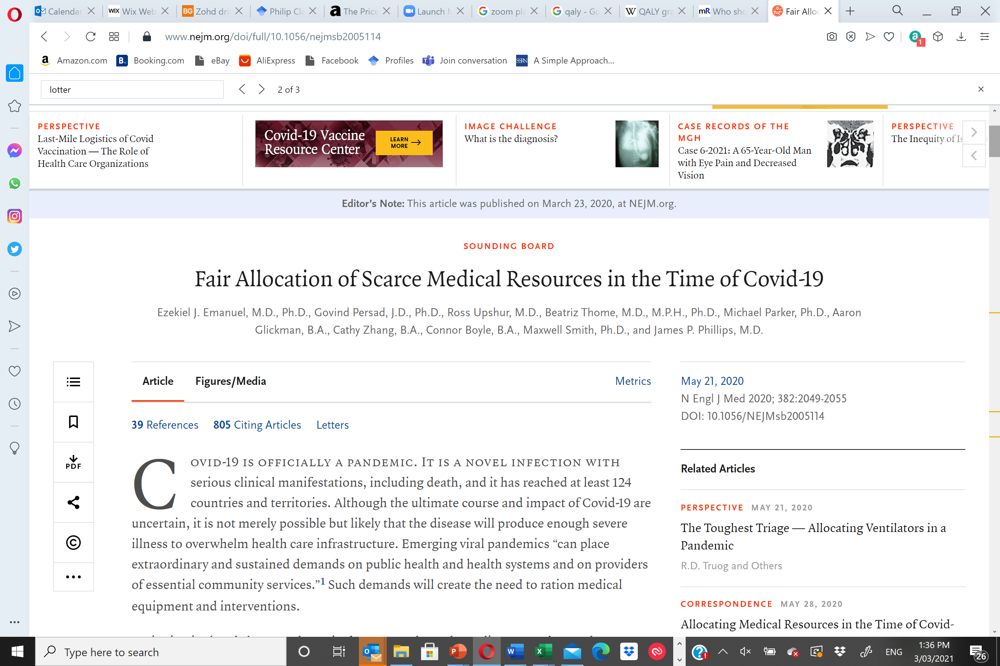 Calendar
WIX Wix Web
BG Zohd dri
Philip Cla
a The Price
Launch M
zoom pla
qaly - Go
W QALY gra
mR Who sho
Fair Alloc
www.nejm.org/doi/full/10.1056/nejmsb2005114
a 1
Amazon.com
B. Booking.com
eBay
AliExpress
Facebook
Profiles
Join conversation
SSRN A Simple Approach...
lotter
2 of 3
PERSPECTIVE
Last-Mile Logistics of Covid
Vaccination — The Role of
Health Care Organizations
Covid-19 Vaccine
Resource Center
LEARN
MORE
IMAGE CHALLENGE
What is the diagnosis?
CASE RECORDS OF THE
MGH
Case 6-2021: A 65-Year-Old Man
with Eye Pain and Decreased
Vision
PERSPECTIVE
The Inequity of Is
Editor’s Note: This article was published on March 23, 2020, at NEJM.org.
SOUNDING BOARD
Fair Allocation of Scarce Medical Resources in the Time of Covid-19
Ezekiel J. Emanuel, M.D., Ph.D., Govind Persad, J.D., Ph.D., Ross Upshur, M.D., Beatriz Thome, M.D., M.P.H., Ph.D., Michael Parker, Ph.D., Aaron
Glickman, B.A., Cathy Zhang, B.A., Connor Boyle, B.A., Maxwell Smith, Ph.D., and James P. Phillips, M.D.
PDF
Article
Figures/Media
Metrics
39 References
805 Citing Articles
Letters
COVID-19 IS OFFICIALLY A PANDEMIC. IT IS A NOVEL INFECTION WITH
serious clinical manifestations, including death, and it has reached at least 124
countries and territories. Although the ultimate course and impact of Covid-19 are
uncertain, it is not merely possible but likely that the disease will produce enough severe
illness to overwhelm health care infrastructure. Emerging viral pandemics “can place
extraordinary and sustained demands on public health and health systems and on providers
of essential community services.”1 Such demands will create the need to ration medical
equipment and interventions.
May 21, 2020
N Engl J Med 2020; 382:2049-2055
DOI: 10.1056/NEJMsb2005114
Related Articles
PERSPECTIVE MAY 21, 2020
The Toughest Triage — Allocating Ventilators in a
Pandemic
R.D. Truog and Others
CORRESPONDENCE MAY 28, 2020
Allocating Medical Resources in the Time of Covid-
Type here to search
ENG
1:36 PM
3/03/2021
26